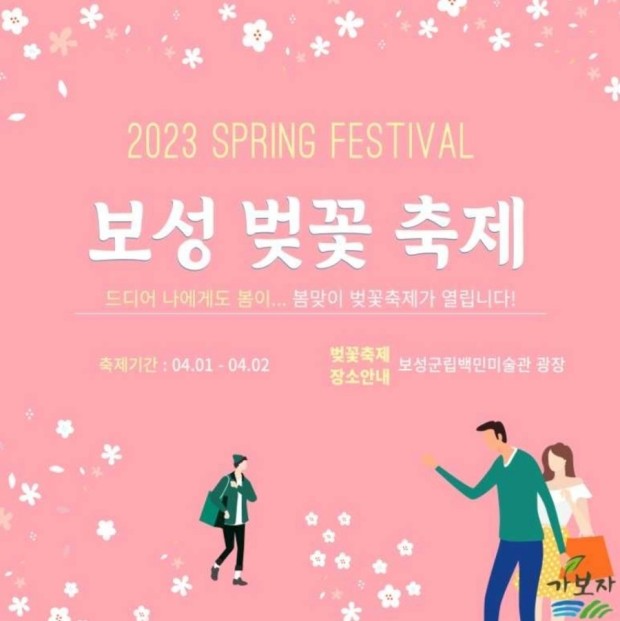 2023 SPRING FESTIVAL
보성 벚꽃 축제
드디어 나에게도 봄이... 봄맞이 벚꽃축제가 열립니다!
축제기간 : 04.01 - 04.02
벚꽃축제
장소안내
보성군립백민미술관 광장
가보자